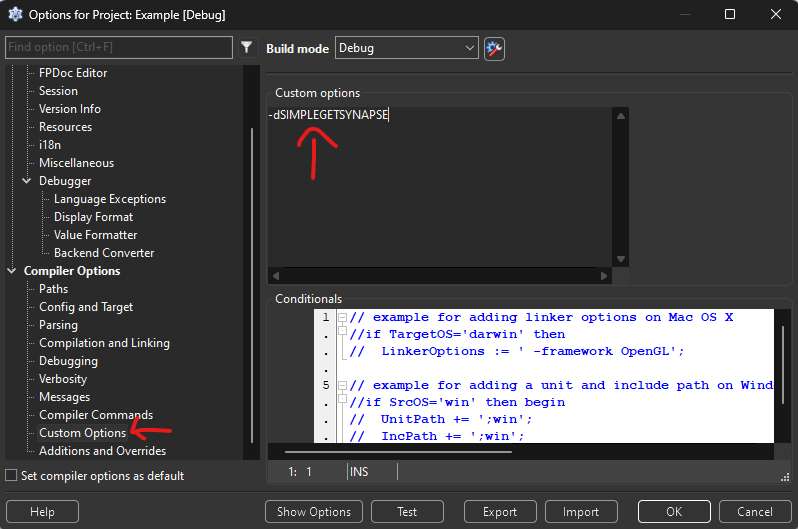 Options for Project: Example [Debug]
Find option [Ctrl+F]
Build mode
Debug
FPDoc Editor
Session
Version Info
Resources
i18n
Miscellaneous
Debugger
Language Exceptions
Display Format
Value Formatter
Backend Converter
Compiler Options
Paths
Config and Target
Parsing
Compilation and Linking
Debugging
Verbosity
Messages
Compiler Commands
Custom Options
Additions and Overrides
Set compiler options as default
Custom options
-dSIMPLEGETSYNAPSE
Conditionals
1 // example for adding linker options on Mac OS X
. //if TargetOS='darwin' then
. //  LinkerOptions := ' -framework OpenGL';
.
5 // example for adding a unit and include path on Wind
. //if SrcOS='win' then begin
. //  UnitPath += ';win';
. //  IncPath += ';win';
1: 1 INS
Help
Show Options
Test
Export
Import
OK
Cancel